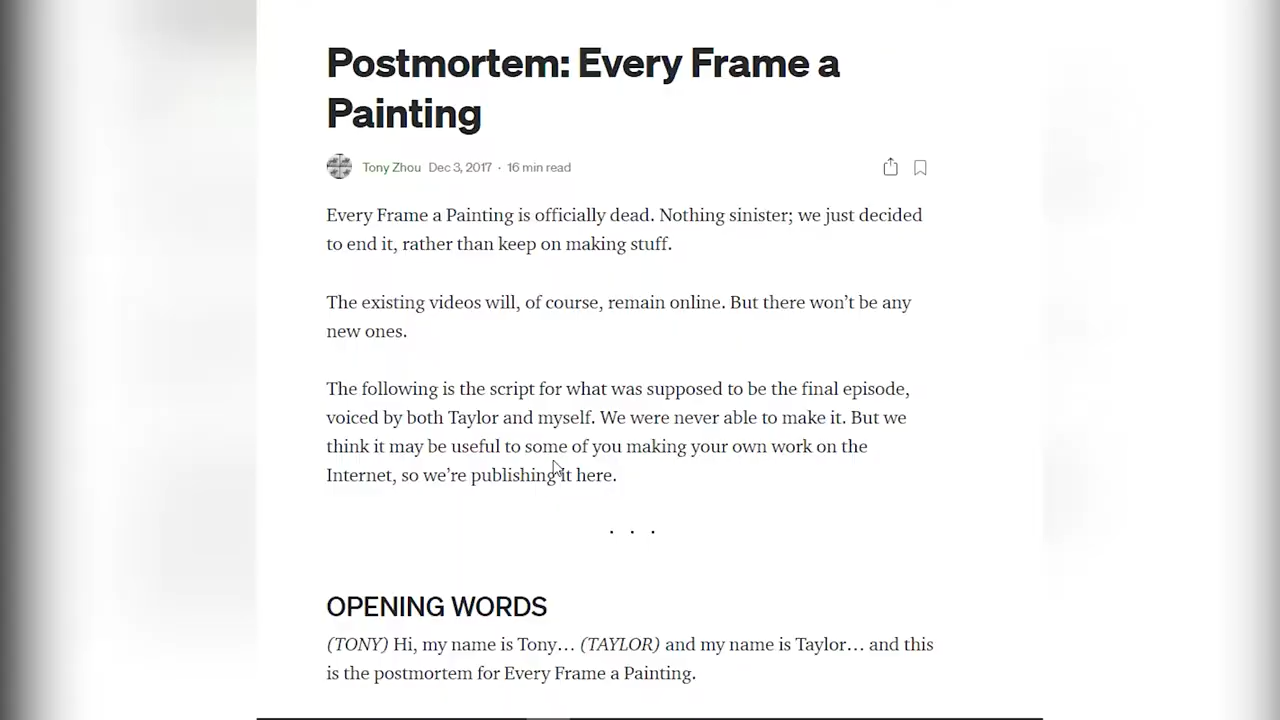 Postmortem: Every Frame a
Painting
Tony Zhou Dec 3, 2017 · 16 min read
Every Frame a Painting is officially dead. Nothing sinister; we just decided
to end it, rather than keep on making stuff.
The existing videos will, of course, remain online. But there won’t be any
new ones.
The following is the script for what was supposed to be the final episode,
voiced by both Taylor and myself. We were never able to make it. But we
think it may be useful to some of you making your own work on the
Internet, so we’re publishing it here.
. . .
OPENING WORDS
(TONY) Hi, my name is Tony… (TAYLOR) and my name is Taylor… and this
is the postmortem for Every Frame a Painting.